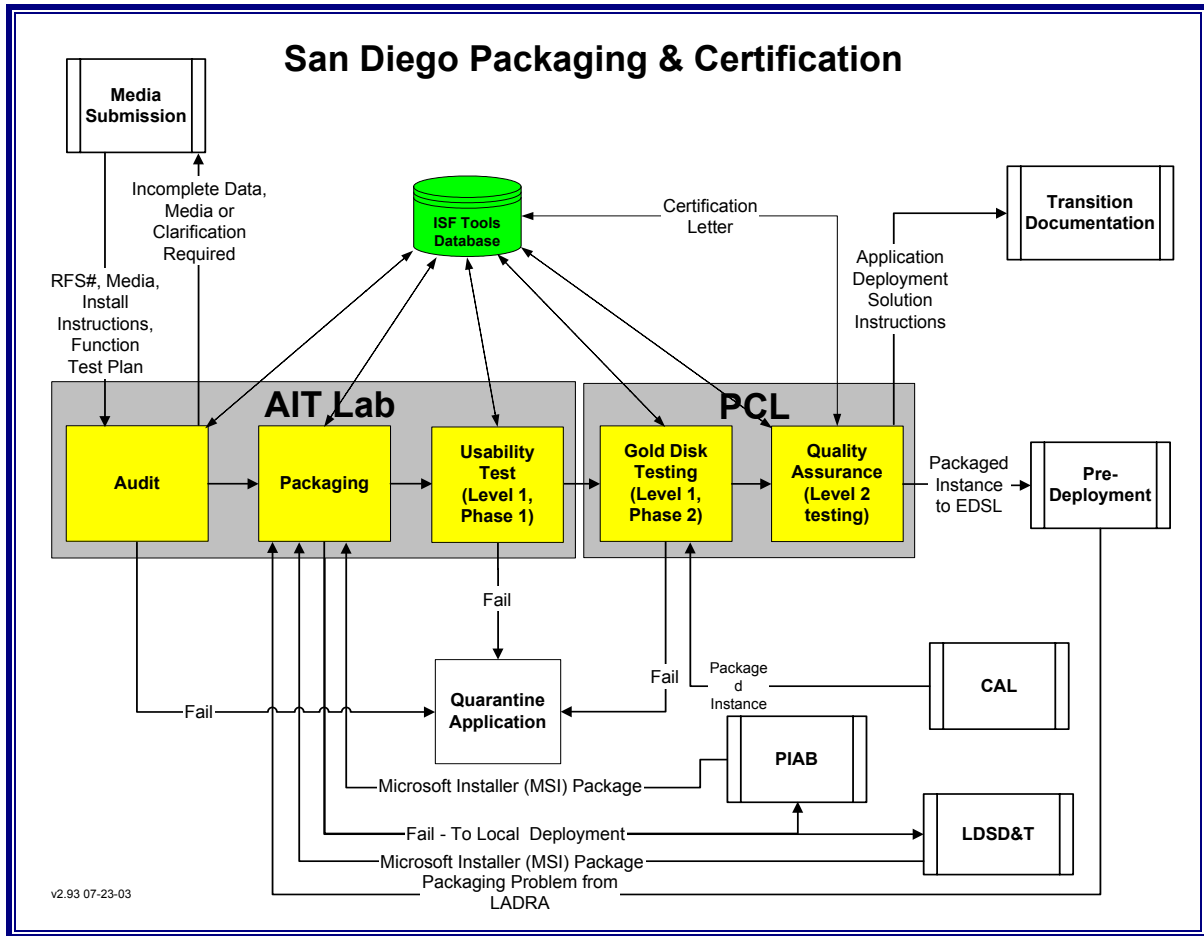 San Diego Packaging & Certification
Media
Submission
Incomplete Data,
Media or
Clarification
Required
RFS#, Media,
Install
Instructions,
Function
Test Plan
ISF Tools
Database
Certification
Letter
Application
Deployment
Solution
Instructions
Transition
Documentation
AIT Lab
PCL
Audit
Packaging
Usability
Test
(Level 1,
Phase 1)
Gold Disk
Testing
(Level 1,
Phase 2)
Quality
Assurance
(Level 2
testing)
Packaged
Instance
to EDSL
Pre-
Deployment
Fail
Fail
Fail
Quarantine
Application
Package
d
Instance
CAL
PIAB
Microsoft Installer (MSI) Package
Fail - To Local Deployment
LDSD&T
Microsoft Installer (MSI) Package
Packaging Problem from
LADRA
v2.93 07-23-03